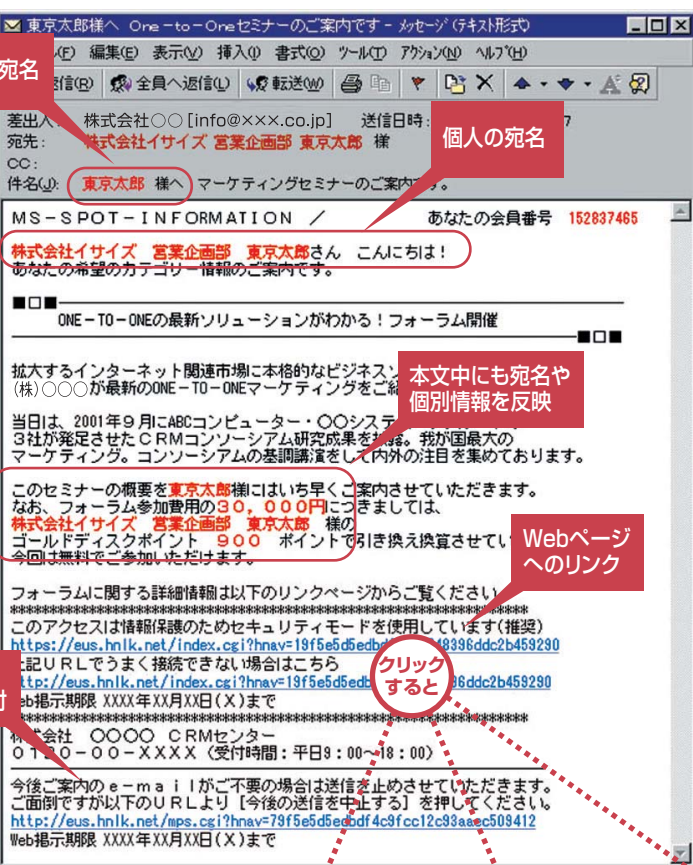 東京太郎様へ One-to-Oneセミナーのご案内です - メッセージ (テキスト形式)
(F) 編集(E) 表示(V) 挿入(I) 書式(O) ツール(T) アクション(N) ヘルプ(H)
宛名
返信(R) 全員へ返信(L) 転送(W)
差出人: 株式会社○○[info@×××.co.jp] 送信日時: 7
宛先: 株式会社イサイズ 営業企画部 東京太郎 様
個人の宛名
CC:
件名(J): 東京太郎 様へ マーケティングセミナーのご案内です。
MS-SPOT-INFORMATION / あなたの会員番号 152837465
株式会社イサイズ 営業企画部 東京太郎さん こんにちは!
あなたの希望のカテゴリー情報のご案内です。
■□■
ONE-TO-ONEの最新ソリューションがわかる!フォーラム開催
■□■
拡大するインターネット関連市場に本格的なビジネス
(株)○○○が最新のONE-TO-ONEマーケティングをご
本文中にも宛名や
個別情報を反映
当日は、2001年9月にABCコンピューター・○○システ
3社が発足させたCRMコンソーシアム研究成果を披露。我が国最大の
マーケティング。コンソーシアムの基調講演をして内外の注目を集めております。
このセミナーの概要を東京太郎様にはいち早くご案内させていただきます。
なお、フォーラム参加費用の30,000円につきましては、
株式会社イサイズ 営業企画部 東京太郎 様の
ゴールドディスクポイント 900 ポイントで引き換え換算させてい
今回は無料でご参加いただけます。
Webページ
へのリンク
フォーラムに関する詳細情報は以下のリンクページからご覧ください
**********************************************************************
このアクセスは情報保護のためセキュリティモードを使用しています(推奨)
https://eus.hnlk.net/index.cgi?hnav=19f5e5d5edbd 48396ddc2b459290
上記URLでうまく接続できない場合はこちら
http://eus.hnlk.net/index.cgi?hnav=19f5e5d5edb 96ddc2b459290
クリック
すると
Web掲示期限 XXXX年XX月XX日(X)まで
**********************************************************************
付
株式会社 ○○○○ CRMセンター
0120-00-XXXX (受付時間:平日9:00~18:00)
今後ご案内のe-mailがご不要の場合は送信を止めさせていただきます。
ご面倒ですが以下のURLより[今後の送信を中止する]を押してください。
http://eus.hnlk.net/mps.cgi?hnav=79f5e5d5edbdf4c9fcc12c93aaec509412
Web掲示期限 XXXX年XX月XX日(X)まで